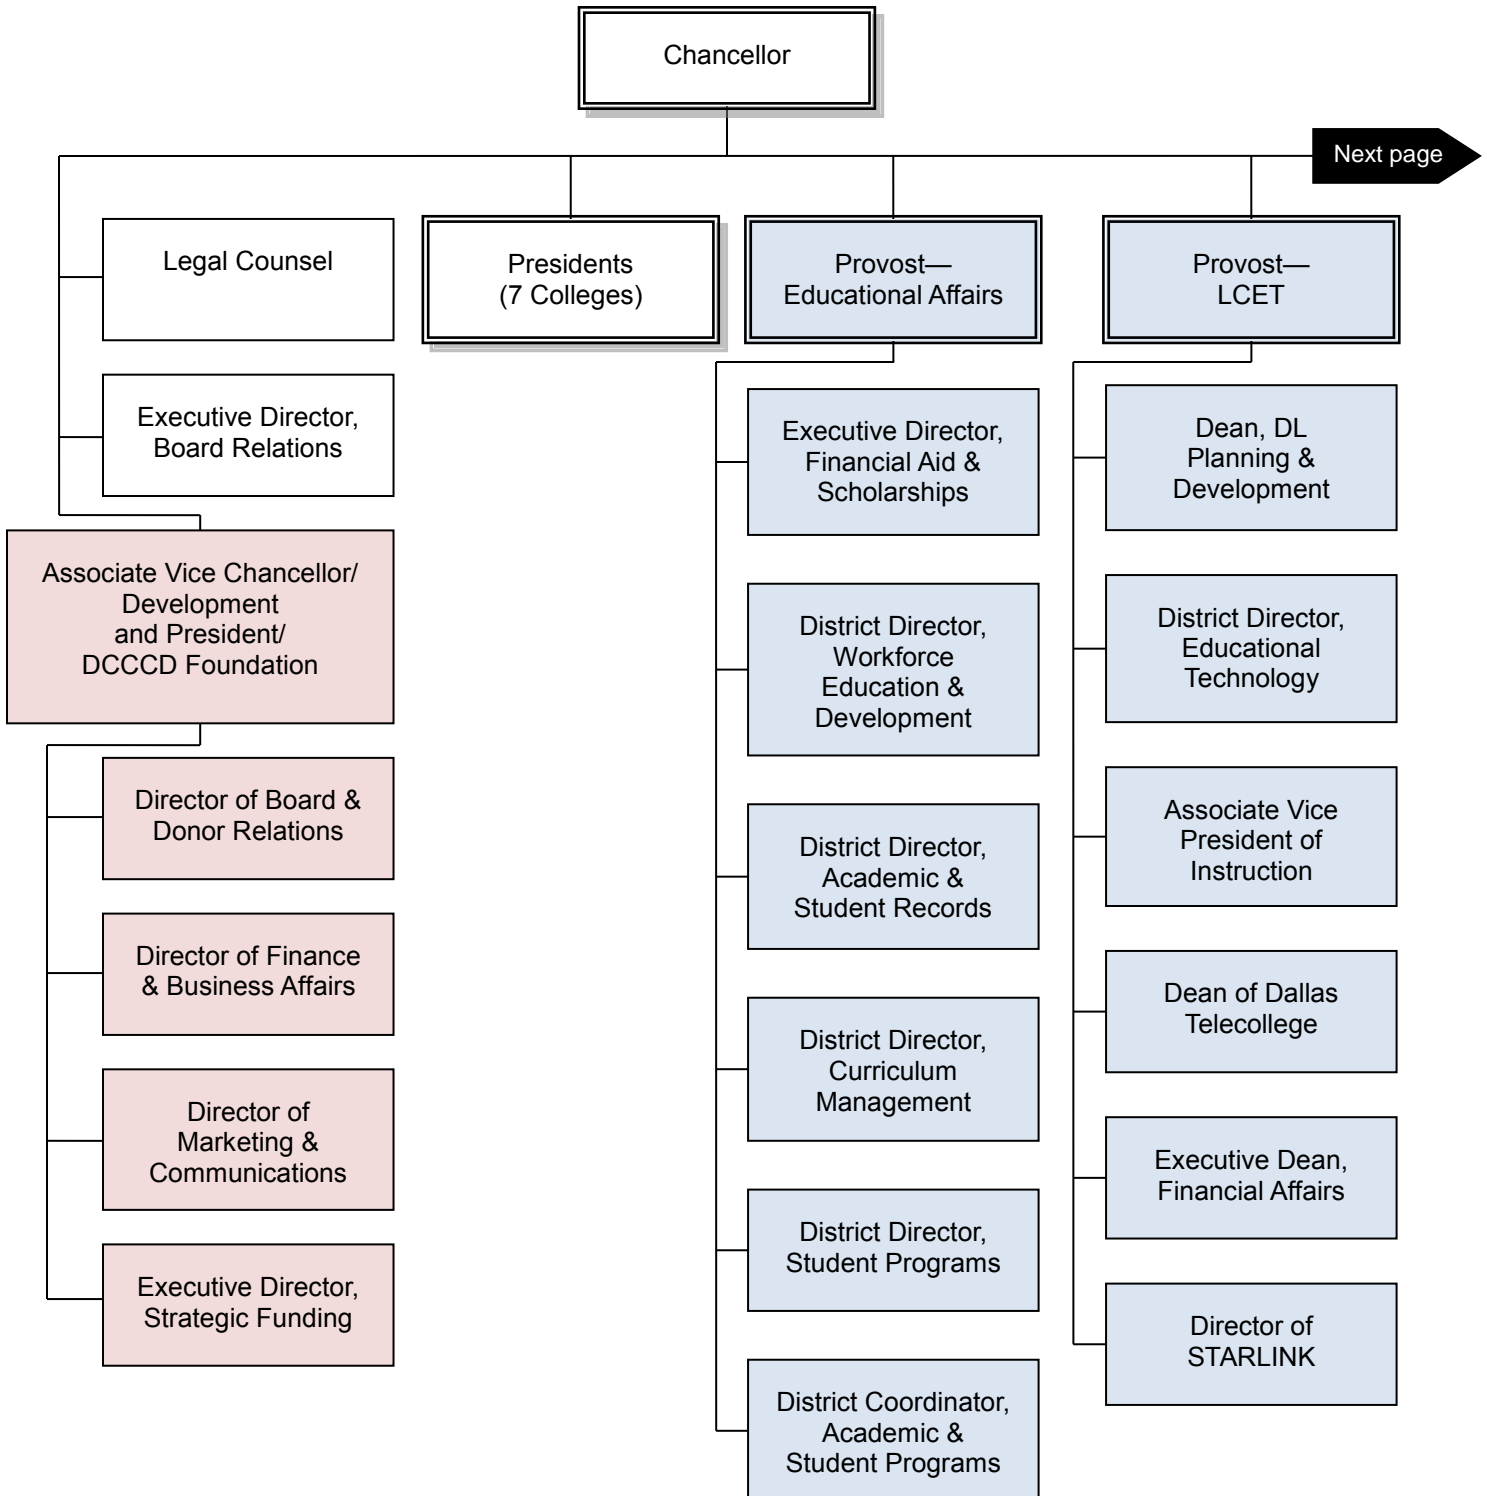 Chancellor
Next page
Legal Counsel
Executive Director,
Board Relations
Associate Vice Chancellor/
Development
and President/
DCCCD Foundation
Director of Board &
Donor Relations
Director of Finance
& Business Affairs
Director of
Marketing &
Communications
Executive Director,
Strategic Funding
Presidents
(7 Colleges)
Provost—
Educational Affairs
Executive Director,
Financial Aid &
Scholarships
District Director,
Workforce
Education &
Development
District Director,
Academic &
Student Records
District Director,
Curriculum
Management
District Director,
Student Programs
District Coordinator,
Academic &
Student Programs
Provost—
LCET
Dean, DL
Planning &
Development
District Director,
Educational
Technology
Associate Vice
President of
Instruction
Dean of Dallas
Telecollege
Executive Dean,
Financial Affairs
Director of
STARLINK